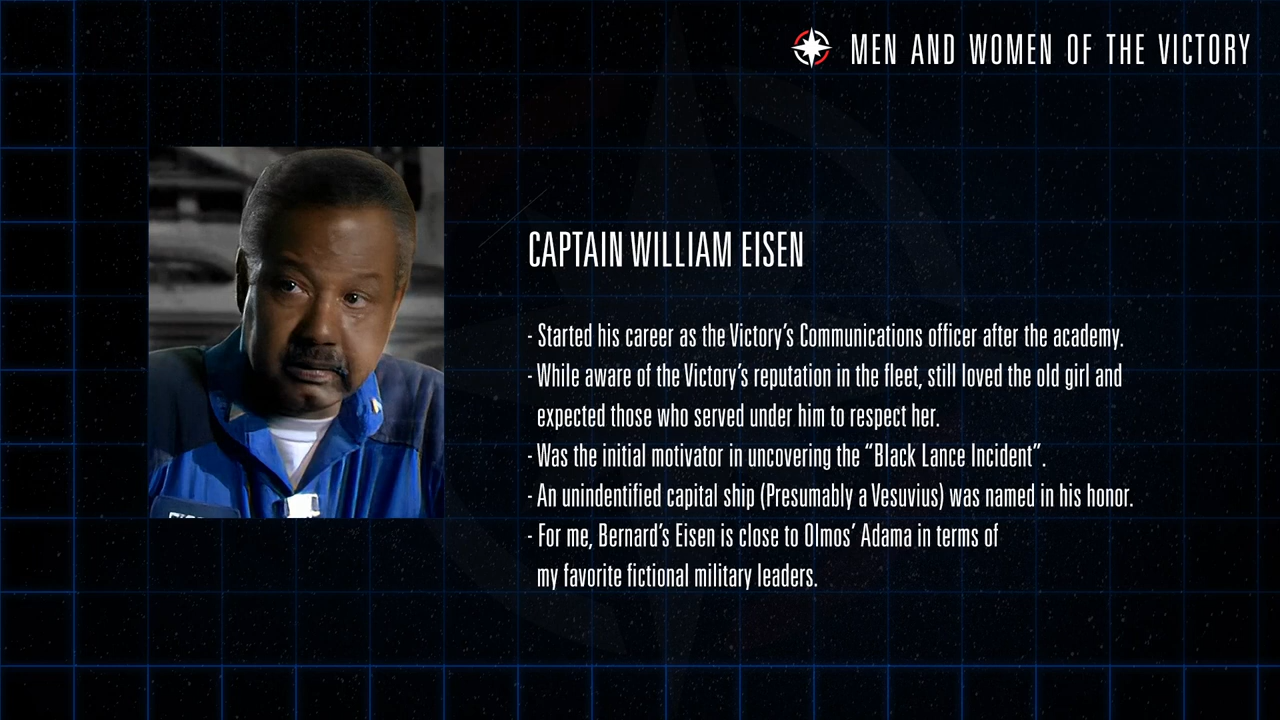 MEN AND WOMEN OF THE VICTORY
CAPTAIN WILLIAM EISEN
- Started his career as the Victory’s Communications officer after the academy.
- While aware of the Victory’s reputation in the fleet, still loved the old girl and
expected those who served under him to respect her.
- Was the initial motivator in uncovering the “Black Lance Incident”.
- An unidentified capital ship (Presumably a Vesuvius) was named in his honor.
- For me, Bernard’s Eisen is close to Olmos’ Adama in terms of
my favorite fictional military leaders.